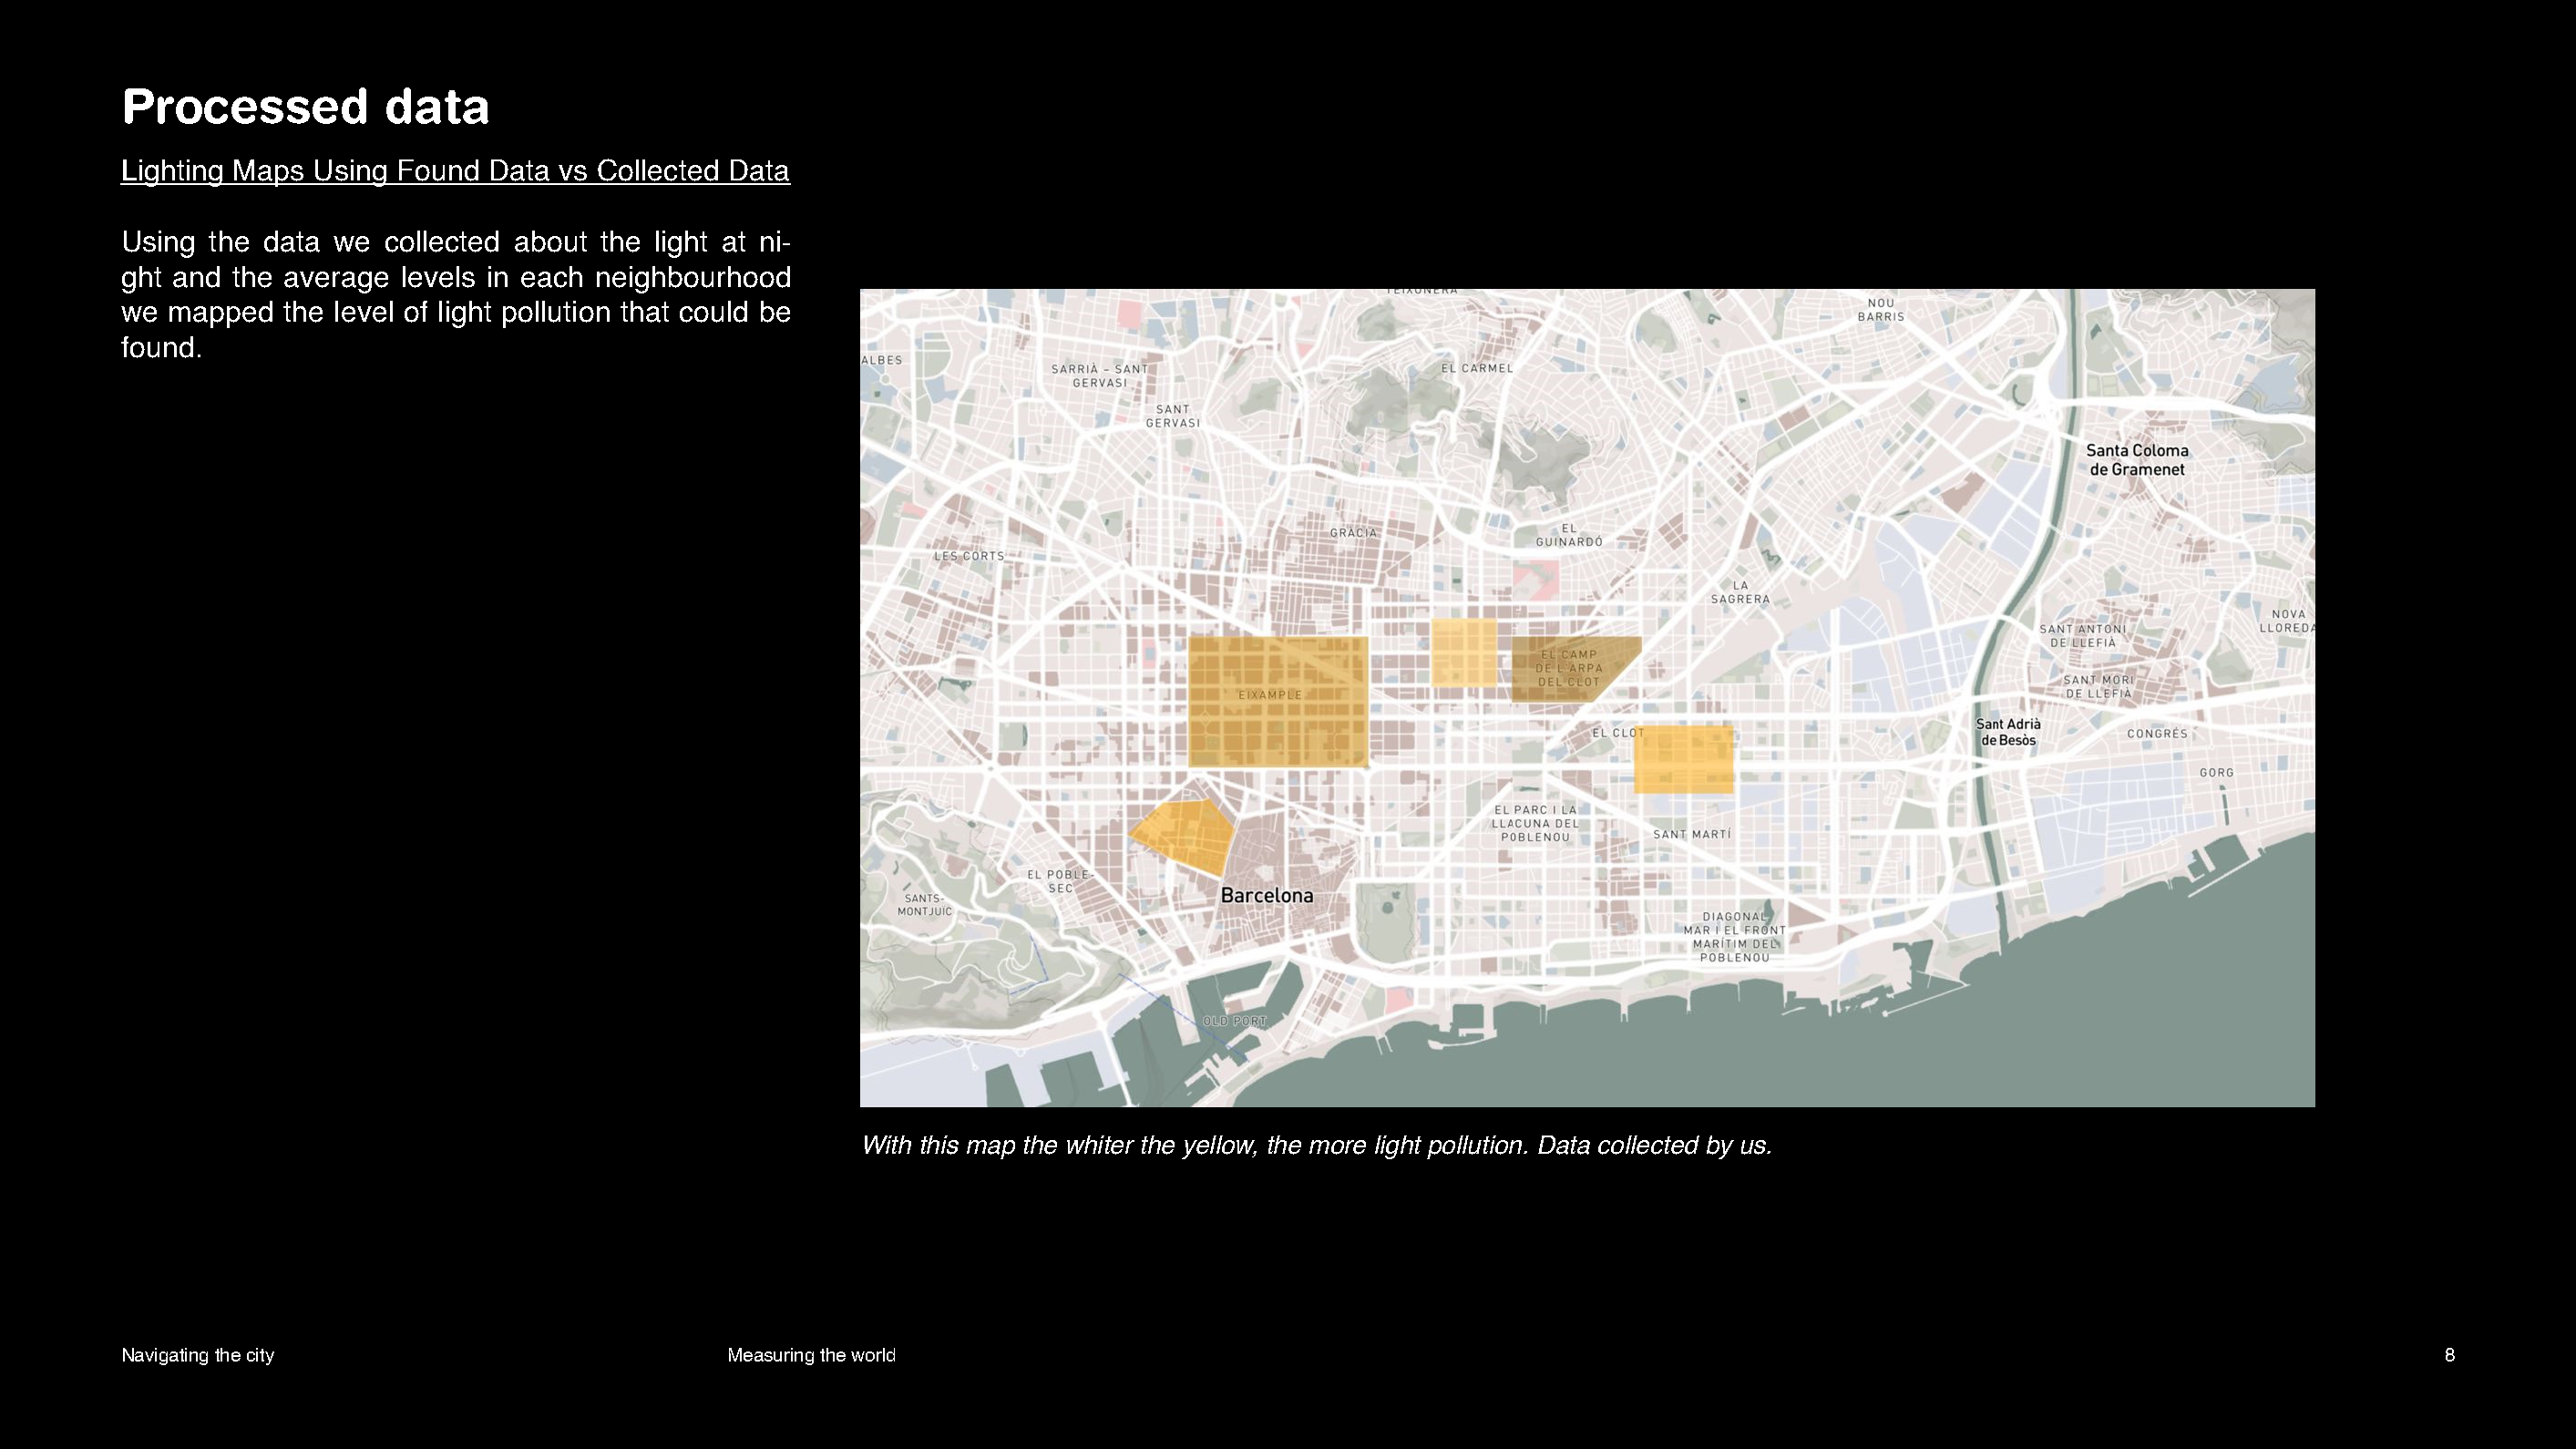 Processed data
Lighting Maps Using Found Data vs Collected Data
Using the data we collected about the light at ni-
ght and the average levels in each neighbourhood
we mapped the level of light pollution that could be
found.
TEIXONERA
NOU
BARRIS
ALBES
SARRIÀ – SANT
GERVASI
EL CARMEL
SANT
GERVASI
Santa Coloma
de Gramenet
GRÀCIA
EL
GUINARDÓ
LES CORTS
LA
SAGRERA
NOVA
LLOREDA
SANT ANTONI
DE LLEFIÀ
EL CAMP
DE L'ARPA
DEL CLOT
EIXAMPLE
SANT MORI
DE LLEFIÀ
Sant Adrià
de Besòs
EL CLOT
CONGRÉS
GORG
EL PARC I LA
LLACUNA DEL
POBLENOU
SANT MARTÍ
EL POBLE-
SEC
Barcelona
SANTS-
MONTJUÏC
DIAGONAL
MAR I EL FRONT
MARÍTIM DEL
POBLENOU
OLD PORT
With this map the whiter the yellow, the more light pollution. Data collected by us.
Navigating the city
Measuring the world
8